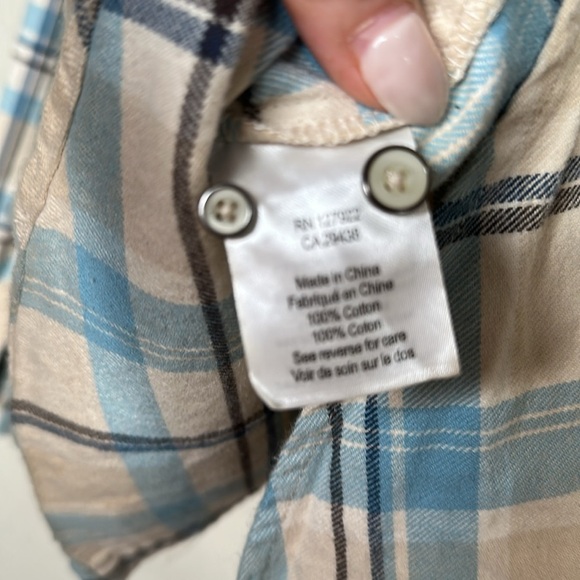 RN 127922
CA 29438
Made in China
Fabriqué en Chine
100% Cotton
100% Coton
See reverse for care
Voir de soin sur le dos